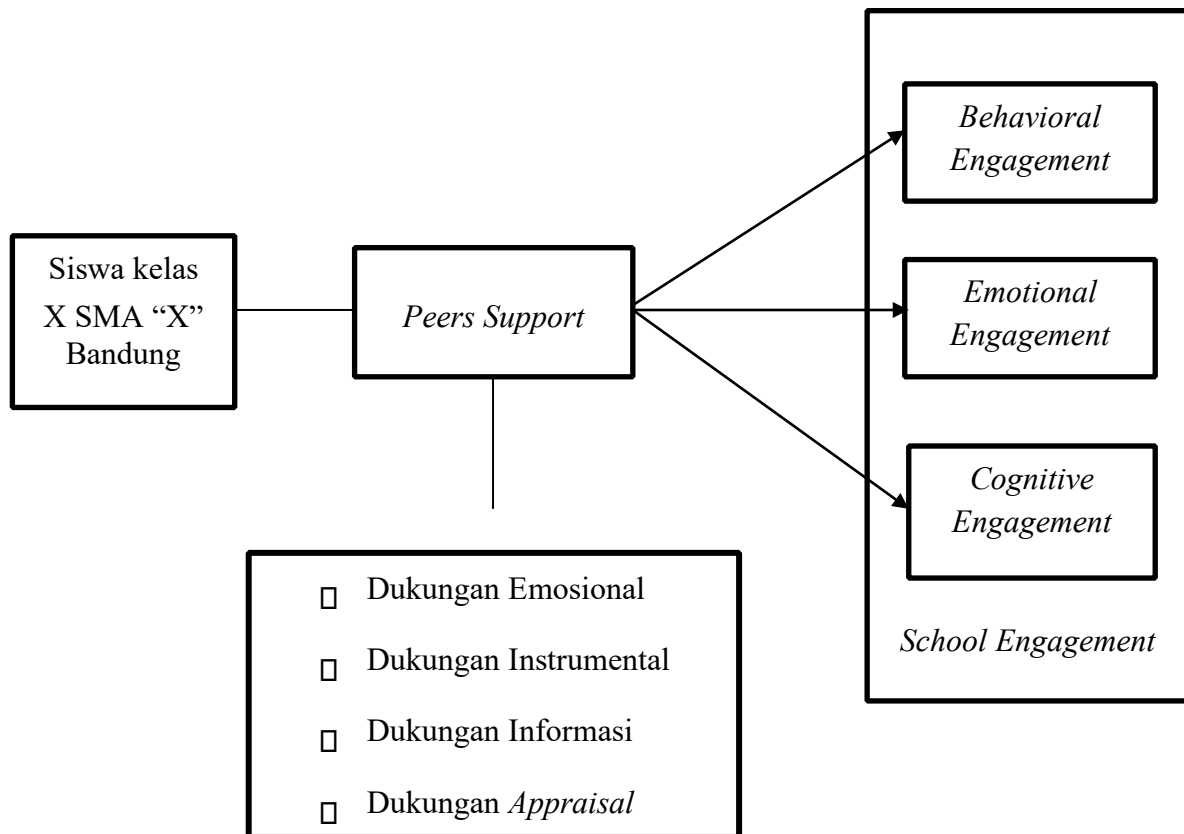 Siswa kelas
X SMA “X”
Bandung
Peers Support
Dukungan Emosional
Dukungan Instrumental
Dukungan Informasi
Dukungan Appraisal
Behavioral
Engagement
Emotional
Engagement
Cognitive
Engagement
School Engagement